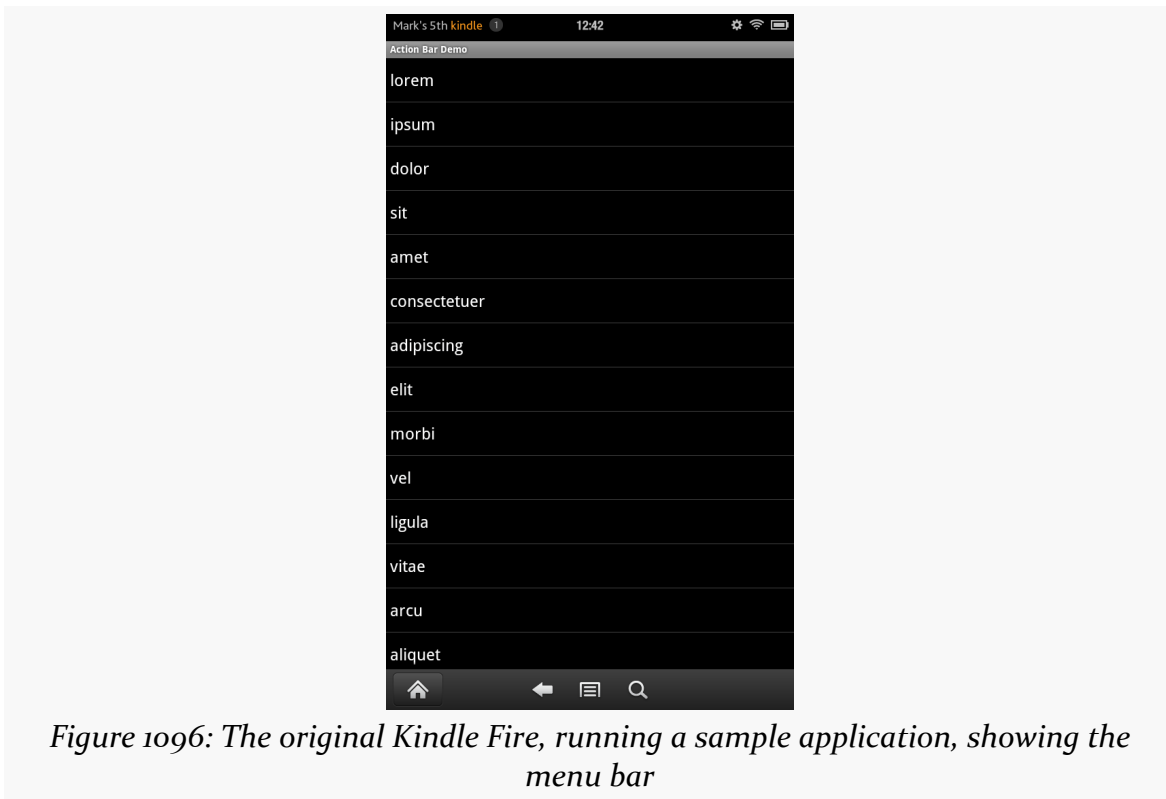 Mark's 5th kindle 1 12:42
Action Bar Demo
lorem
ipsum
dolor
sit
amet
consectetuer
adipiscing
elit
morbi
vel
ligula
vitae
arcu
aliquet
Figure 1096: The original Kindle Fire, running a sample application, showing the
menu bar